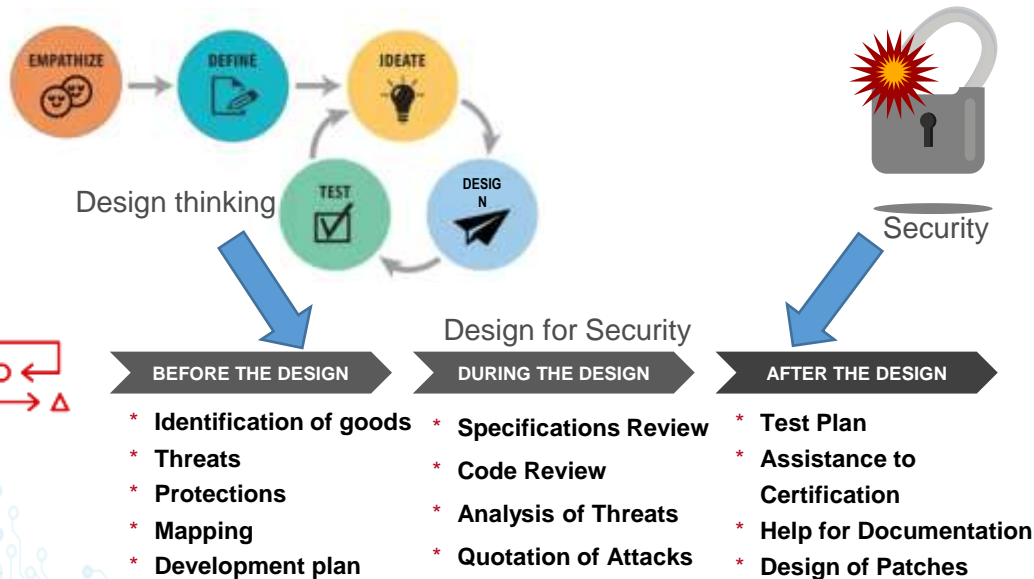 EMPATHIZE
DEFINE
IDEATE
TEST
DESIG
N
Design thinking
Security
Design for Security
BEFORE THE DESIGN
* Identification of goods
* Threats
* Protections
* Mapping
* Development plan
DURING THE DESIGN
* Specifications Review
* Code Review
* Analysis of Threats
* Quotation of Attacks
AFTER THE DESIGN
* Test Plan
* Assistance to
Certification
* Help for Documentation
* Design of Patches